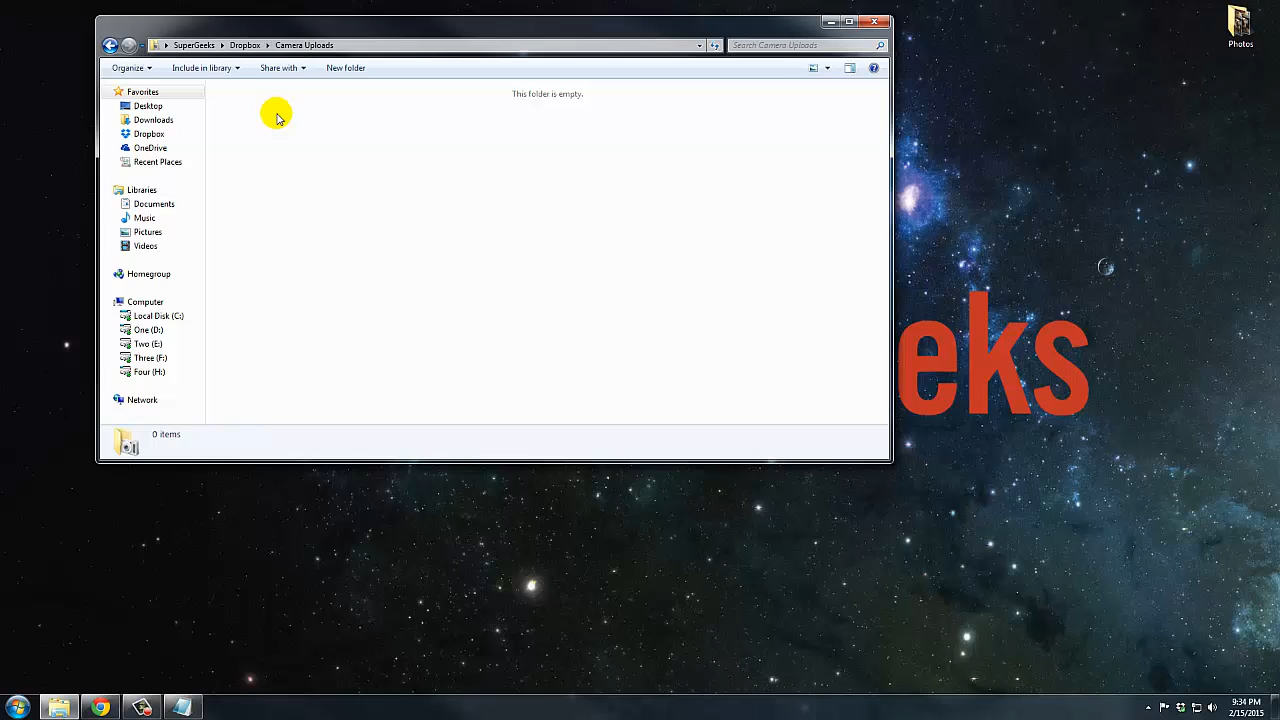 Photos
SuperGeeks Dropbox Camera Uploads
Search Camera Uploads
Organize Include in library Share with New folder
This folder is empty.
Favorites
Desktop
Downloads
Dropbox
OneDrive
Recent Places
Libraries
Documents
Music
Pictures
Videos
Homegroup
Computer
Local Disk (C:)
One (D:)
Two (E:)
Three (F:)
Four (H:)
Network
0 items
eeks
9:34 PM
2/15/2015